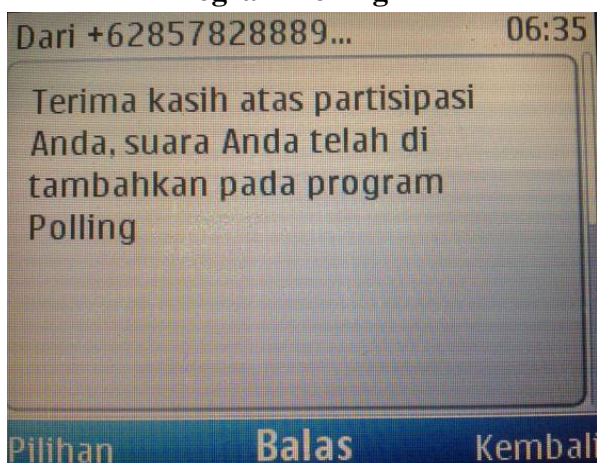 Dari +62857828889... 06:35
Terima kasih atas partisipasi
Anda, suara Anda telah di
tambahkan pada program
Polling
Pilihan Balas Kembali